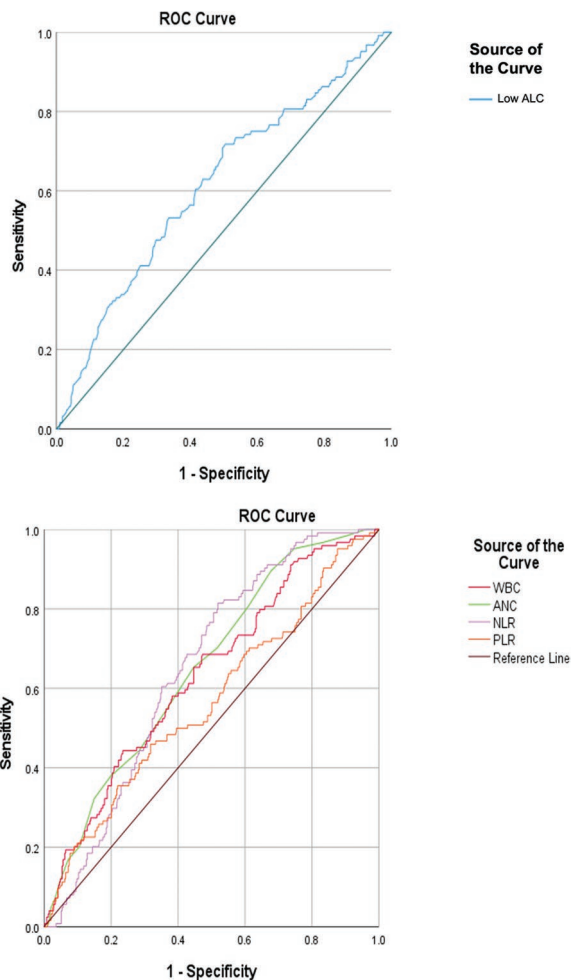 ROC Curve
1.0
0.8
0.6
0.4
0.2
0.0
0.0 0.2 0.4 0.6 0.8 1.0
Sensitivity
1 - Specificity
Source of
the Curve
Low ALC
ROC Curve
1.0
0.8
0.6
0.4
0.2
0.0
0.0 0.2 0.4 0.6 0.8 1.0
Sensitivity
1 - Specificity
Source of the
Curve
WBC
ANC
NLR
PLR
Reference Line